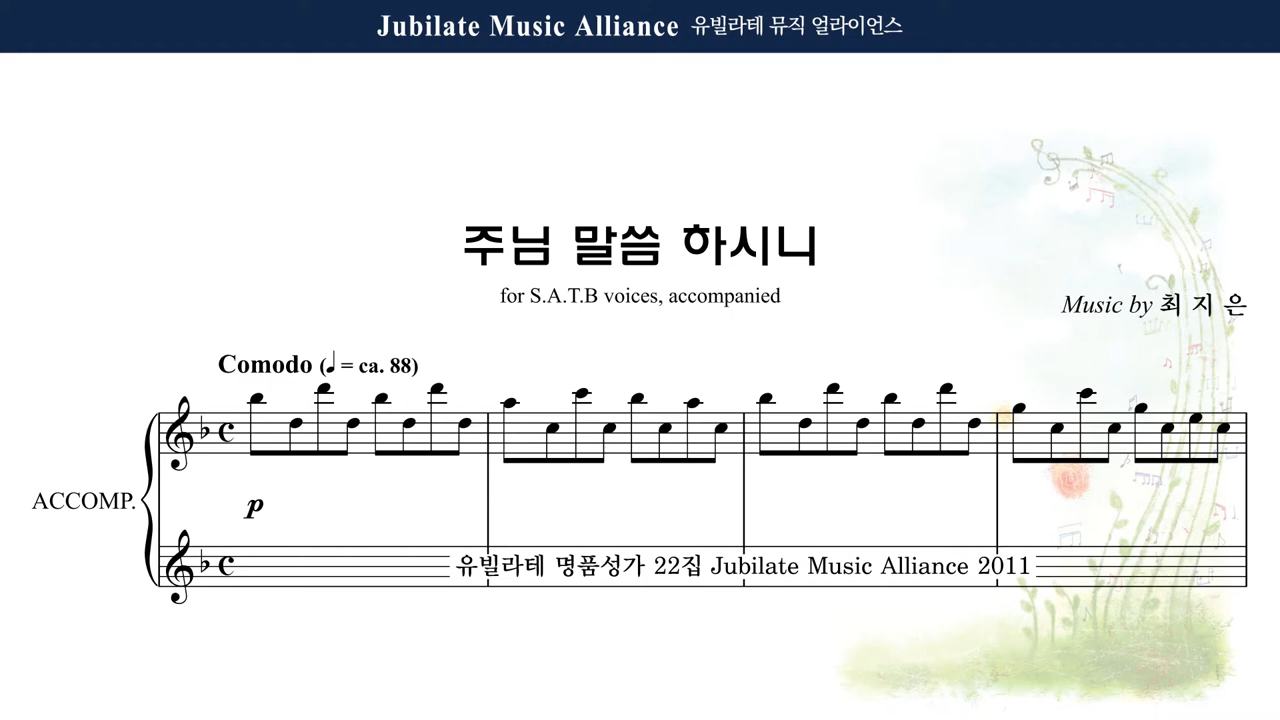 Jubilate Music Alliance 유빌라테 뮤직 얼라이언스
주님 말씀 하시니
for S.A.T.B voices, accompanied
Music by 최 지 은
Comodo (♩ = ca. 88)
ACCOMP.
p
유빌라테 명품성가 22집 Jubilate Music Alliance 2011